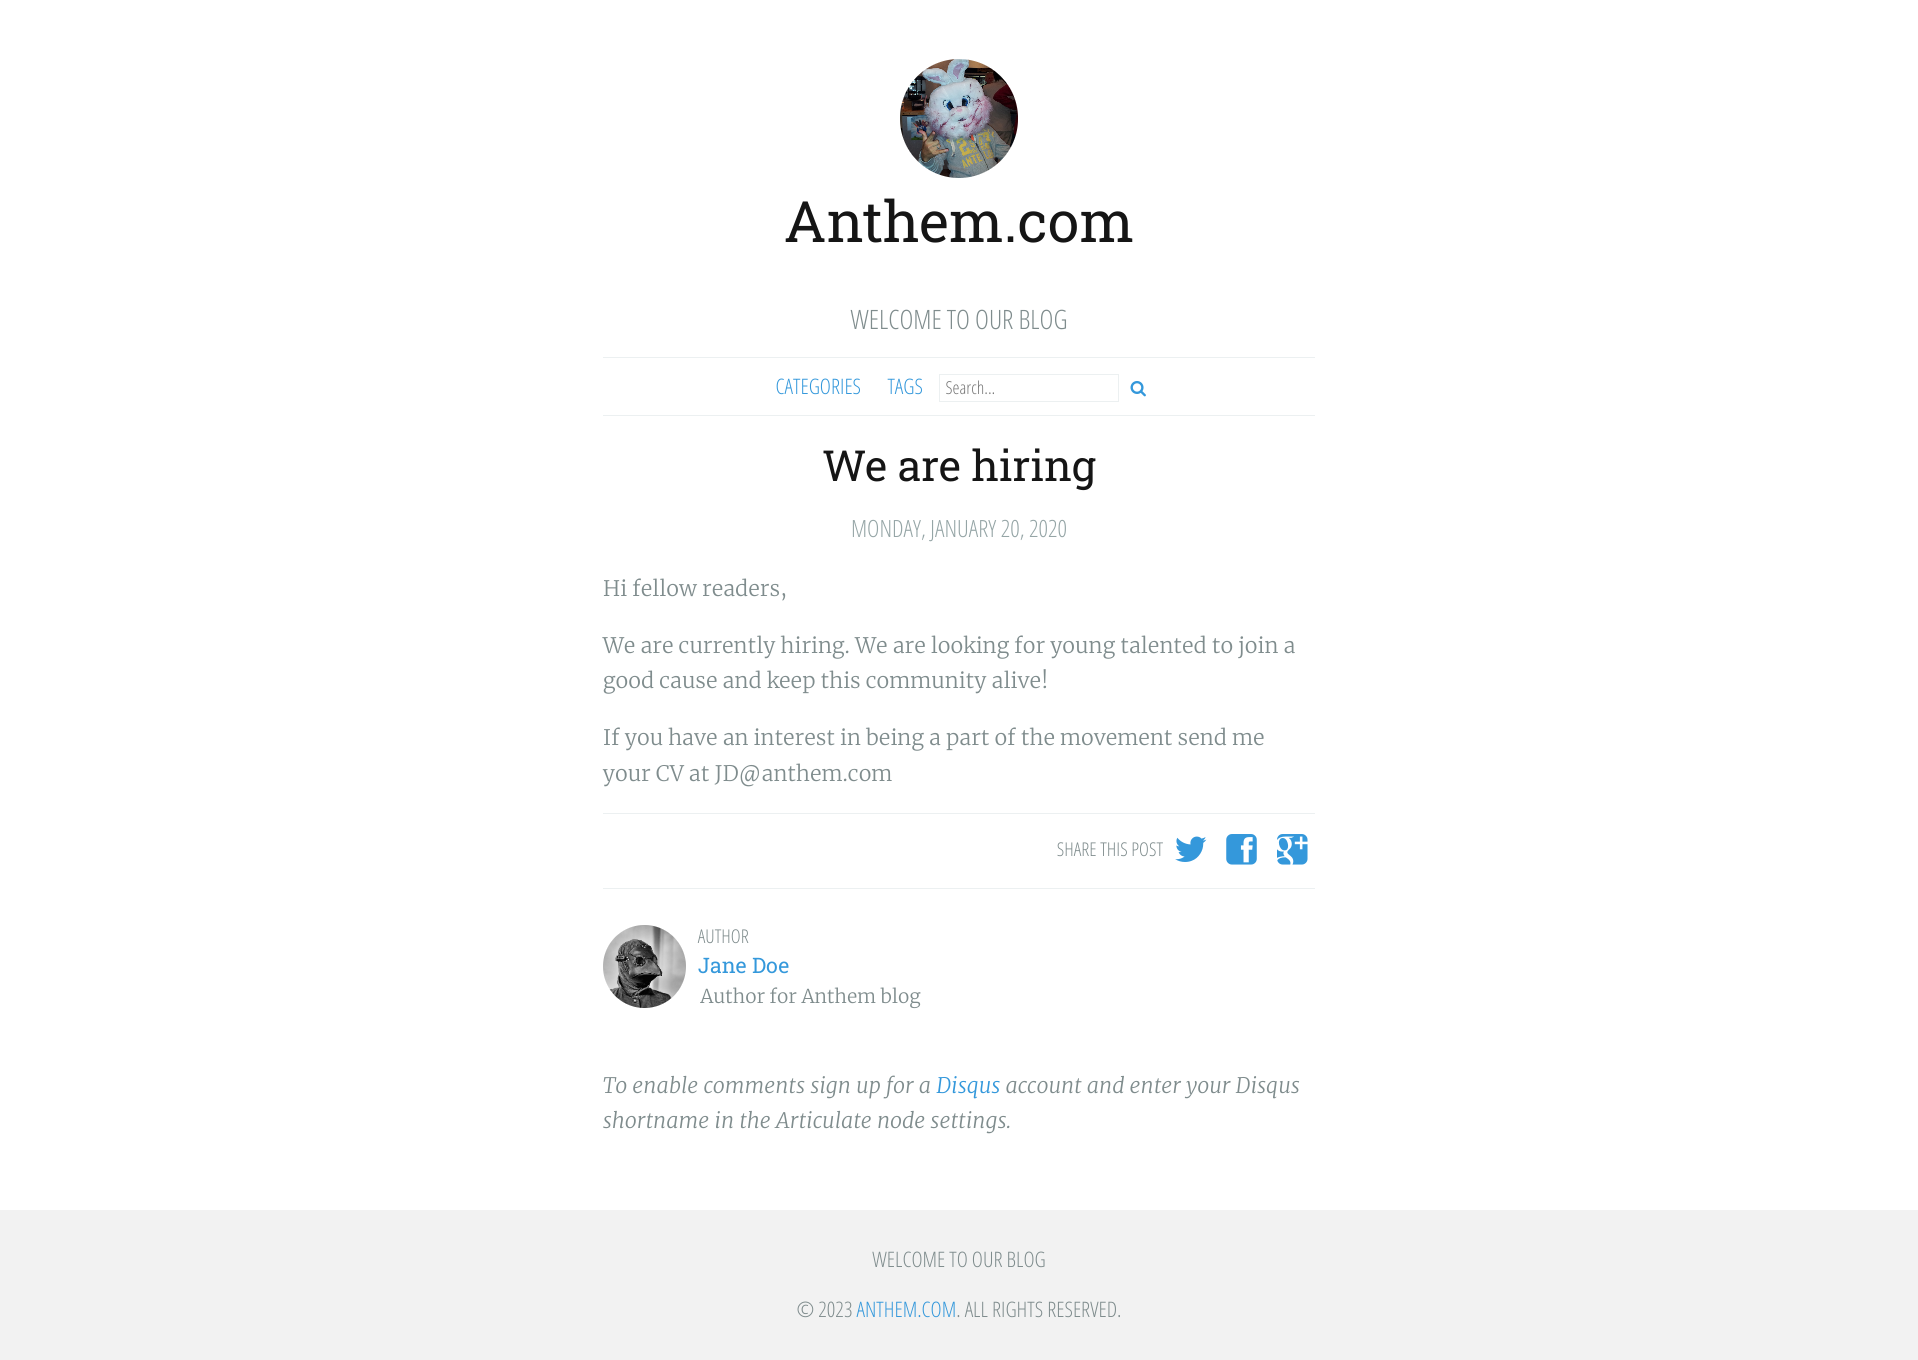 Anthem.com
WELCOME TO OUR BLOG
CATEGORIES TAGS Search...
We are hiring
MONDAY, JANUARY 20, 2020
Hi fellow readers,
We are currently hiring. We are looking for young talented to join a
good cause and keep this community alive!
If you have an interest in being a part of the movement send me
your CV at JD@anthem.com
SHARE THIS POST
AUTHOR
Jane Doe
Author for Anthem blog
To enable comments sign up for a Disqus account and enter your Disqus
shortname in the Articulate node settings.
WELCOME TO OUR BLOG
© 2023 ANTHEM.COM. ALL RIGHTS RESERVED.